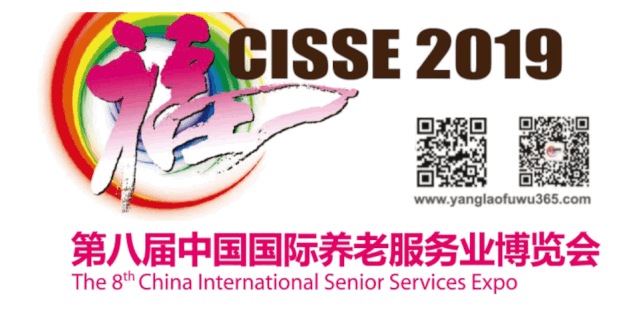 CISSE 2019
www.yanglaofuwu365.com
第八届中国国际养老服务业博览会
The 8th China International Senior Services Expo